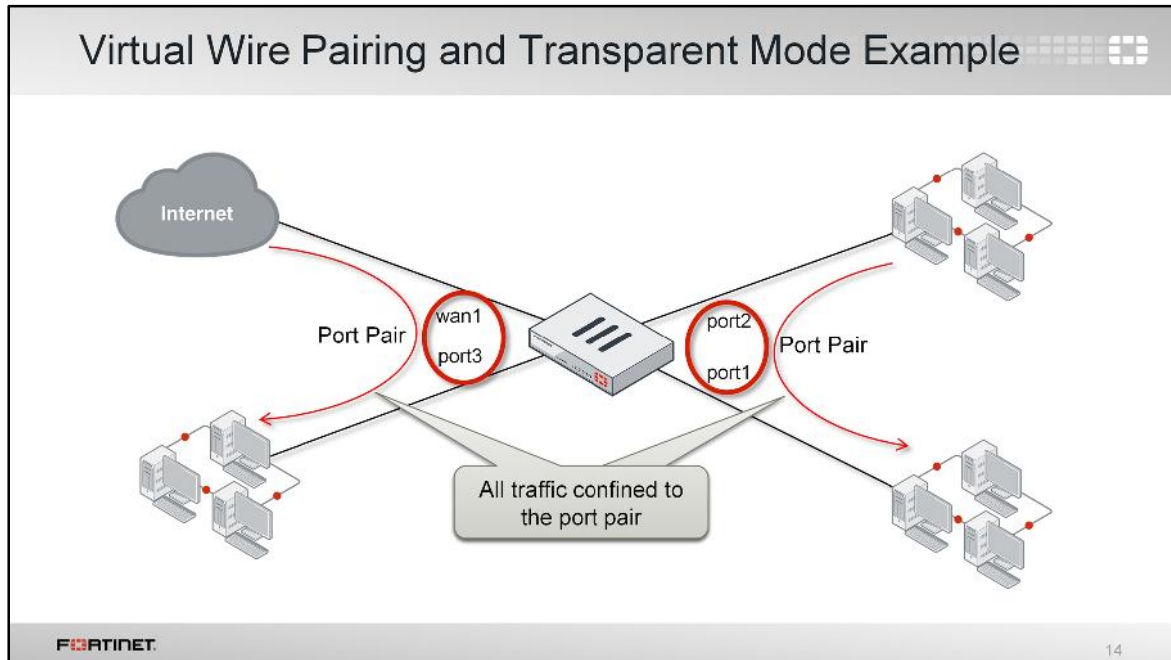 Virtual Wire Pairing and Transparent Mode Example
Internet
Port Pair
wan1
port3
port2
port1
Port Pair
All traffic confined to
the port pair
FORTINET.
14